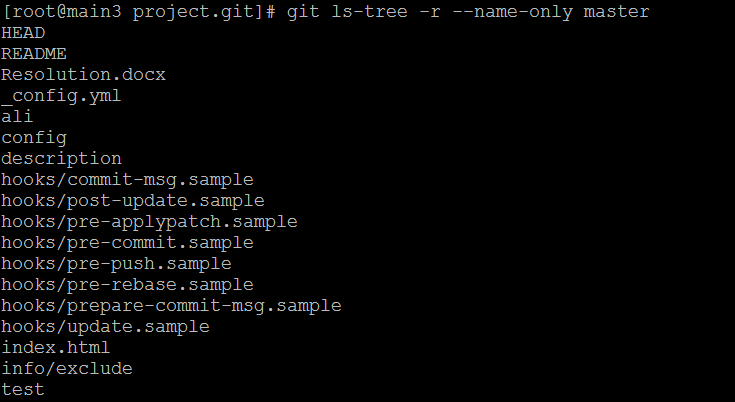 [root@main3 project.git]# git ls-tree -r --name-only master
HEAD
README
Resolution.docx
_config.yml
ali
config
description
hooks/commit-msg.sample
hooks/post-update.sample
hooks/pre-applypatch.sample
hooks/pre-commit.sample
hooks/pre-push.sample
hooks/pre-rebase.sample
hooks/prepare-commit-msg.sample
hooks/update.sample
index.html
info/exclude
test